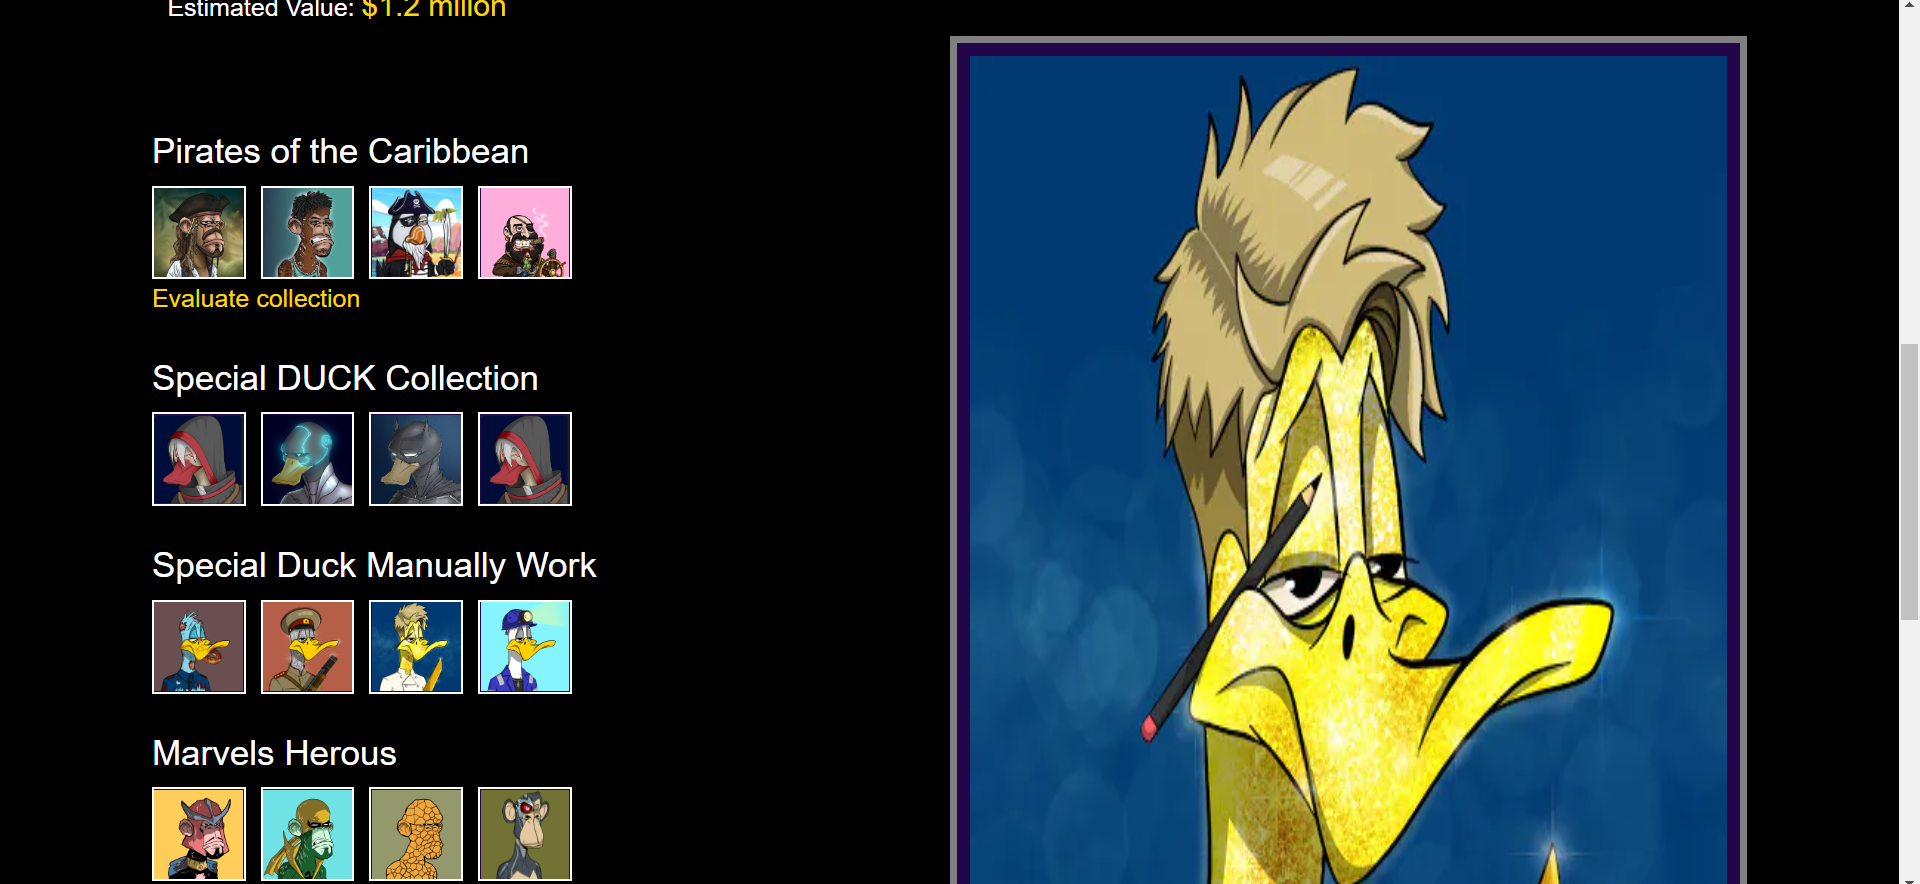 Estimated Value: $1.2 milion
Pirates of the Caribbean
Evaluate collection
Special DUCK Collection
Special Duck Manually Work
Marvels Herous